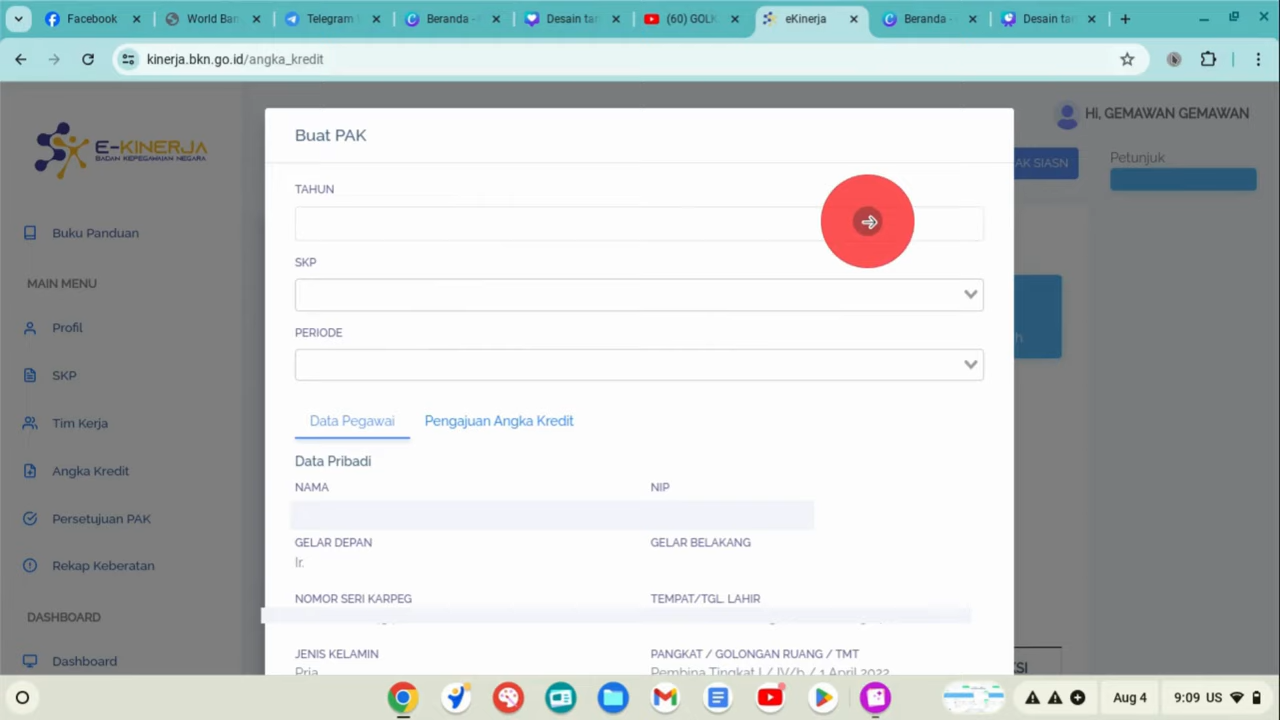 Facebook
World Ban
Telegram
Beranda -
Desain tar
(60) GOLK
eKinerja
Beranda -
Desain tar
kinerja.bkn.go.id/angka_kredit
E-KINERJA
BADAN KEPEGAWAIAN NEGARA
Buat PAK
HI, GEMAWAN GEMAWAN
AK SIASN
Petunjuk
TAHUN
SKP
PERIODE
Buku Panduan
MAIN MENU
Profil
SKP
Tim Kerja
Angka Kredit
Persetujuan PAK
Rekap Keberatan
DASHBOARD
Dashboard
Data Pegawai
Pengajuan Angka Kredit
Data Pribadi
NAMA
NIP
GELAR DEPAN
GELAR BELAKANG
Ir.
NOMOR SERI KARPEG
TEMPAT/TGL. LAHIR
JENIS KELAMIN
PANGKAT / GOLONGAN RUANG / TMT
Pria
Pembina Tingkat I / IV/b / 1 April 2022
SI
Aug 4
9:09 US